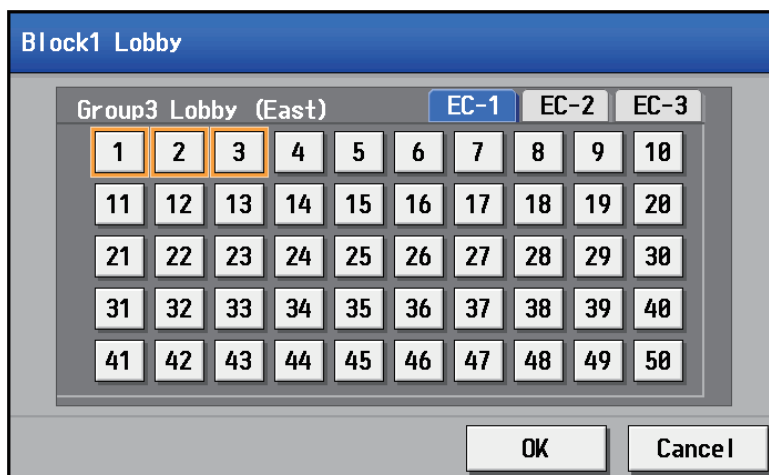 Block1 Lobby
Group3 Lobby (East) EC-1 EC-2 EC-3
1 2 3 4 5 6 7 8 9 10
11 12 13 14 15 16 17 18 19 20
21 22 23 24 25 26 27 28 29 30
31 32 33 34 35 36 37 38 39 40
41 42 43 44 45 46 47 48 49 50
OK Cancel